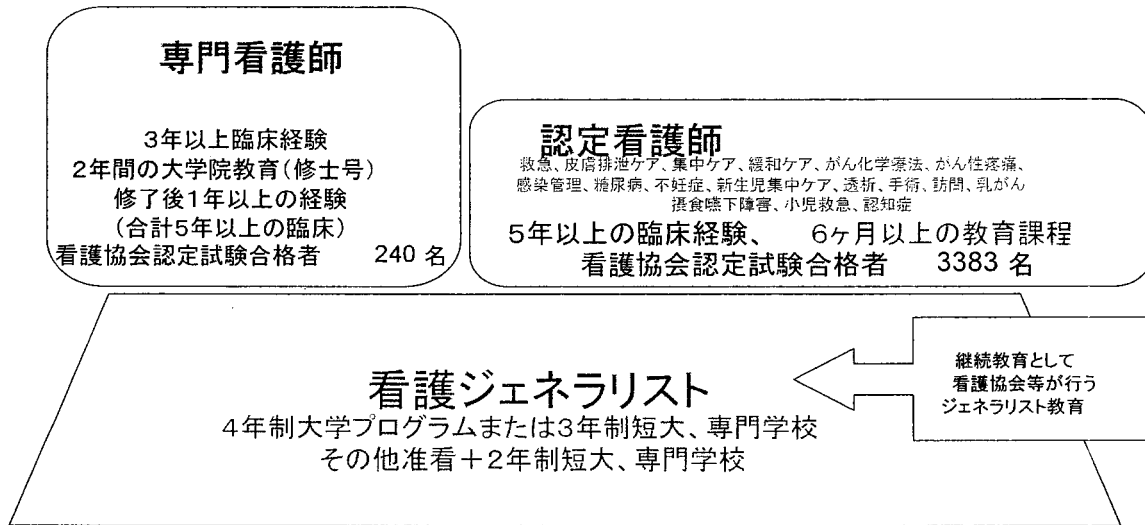 専門看護師
3年以上臨床経験
2年間の大学院教育(修士号)
修了後1年以上の経験
(合計5年以上の臨床)
看護協会認定試験合格者 240 名
認定看護師
救急、皮膚排泄ケア、集中ケア、緩和ケア、がん化学療法、がん性疼痛、
感染管理、糖尿病、不妊症、新生児集中ケア、透析、手術、訪問、乳がん
摂食嚥下障害、小児救急、認知症
5年以上の臨床経験、 6ヶ月以上の教育課程
看護協会認定試験合格者 3383 名
看護ジェネラリスト
4年制大学プログラムまたは3年制短大、専門学校
その他准看+2年制短大、専門学校
継続教育として
看護協会等が行う
ジェネラリスト教育